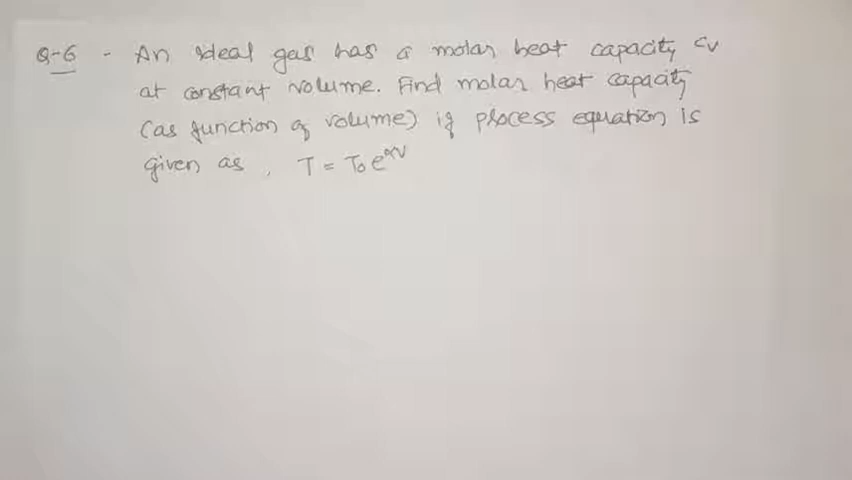 Q-6 - An ideal gas has a molar heat capacity Cv
at constant volume. Find molar heat capacity
(as function of volume) if process equation is
given as, T = T₀ e^αV